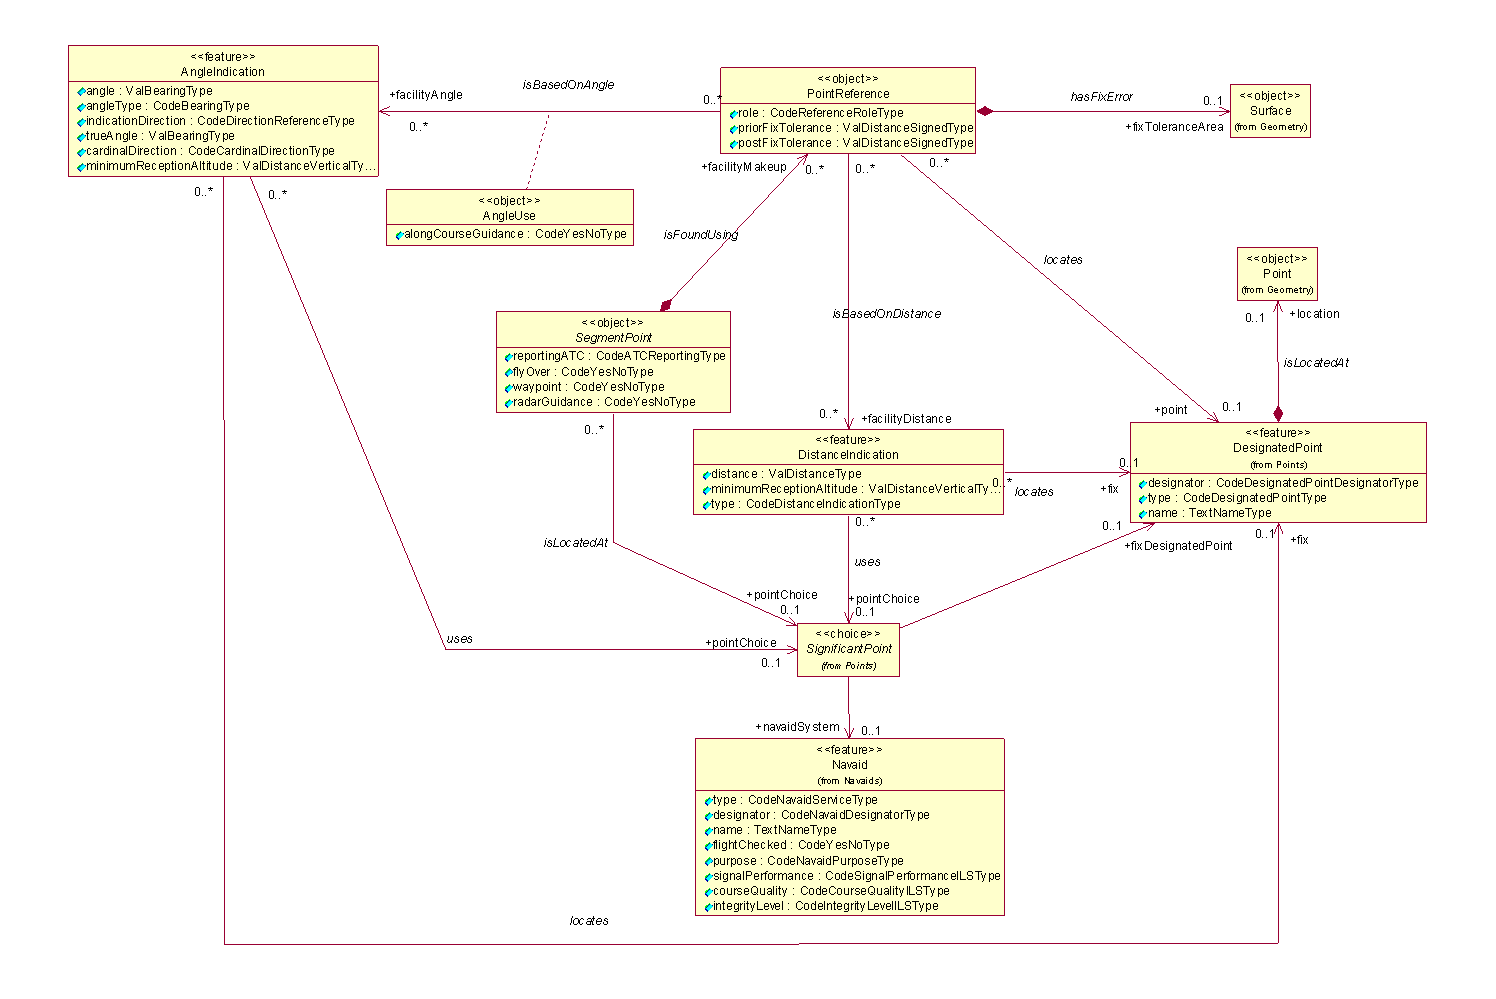 <<feature>>
AngleIndication
angle : ValBearingType
angleType : CodeBearingType
indicationDirection : CodeDirectionReferenceType
trueAngle : ValBearingType
cardinalDirection : CodeCardinalDirectionType
minimumReceptionAltitude : ValDistanceVerticalTy...
0..*
0..*
+facilityAngle
0..*
isBasedOnAngle
0..*
<<object>>
PointReference
role : CodeReferenceRoleType
priorFixTolerance : ValDistanceSignedType
postFixTolerance : ValDistanceSignedType
hasFixError
0..1
+fixToleranceArea
<<object>>
Surface
(from Geometry)
<<object>>
AngleUse
alongCourseGuidance : CodeYesNoType
+facilityMakeup
0..*
0..*
0..*
isFoundUsing
locates
<<object>>
Point
(from Geometry)
0..1
+location
isLocatedAt
isBasedOnDistance
<<object>>
SegmentPoint
reportingATC : CodeATCReportingType
flyOver : CodeYesNoType
waypoint : CodeYesNoType
radarGuidance : CodeYesNoType
0..*
0..*
+facilityDistance
+point
0..1
<<feature>>
DistanceIndication
distance : ValDistanceType
minimumReceptionAltitude : ValDistanceVerticalTy...
type : CodeDistanceIndicationType
0..*
locates
0..1
+fix
<<feature>>
DesignatedPoint
(from Points)
designator : CodeDesignatedPointDesignatorType
type : CodeDesignatedPointType
name : TextNameType
0..*
0..1
+fixDesignatedPoint
0..1
+fix
isLocatedAt
uses
+pointChoice
0..1
+pointChoice
0..1
uses
+pointChoice
0..1
<<choice>>
SignificantPoint
(from Points)
+navaidSystem
0..1
<<feature>>
Navaid
(from Navaids)
type : CodeNavaidServiceType
designator : CodeNavaidDesignatorType
name : TextNameType
flightChecked : CodeYesNoType
purpose : CodeNavaidPurposeType
signalPerformance : CodeSignalPerformanceILSType
courseQuality : CodeCourseQualityILSType
integrityLevel : CodeIntegrityLevelILSType
locates